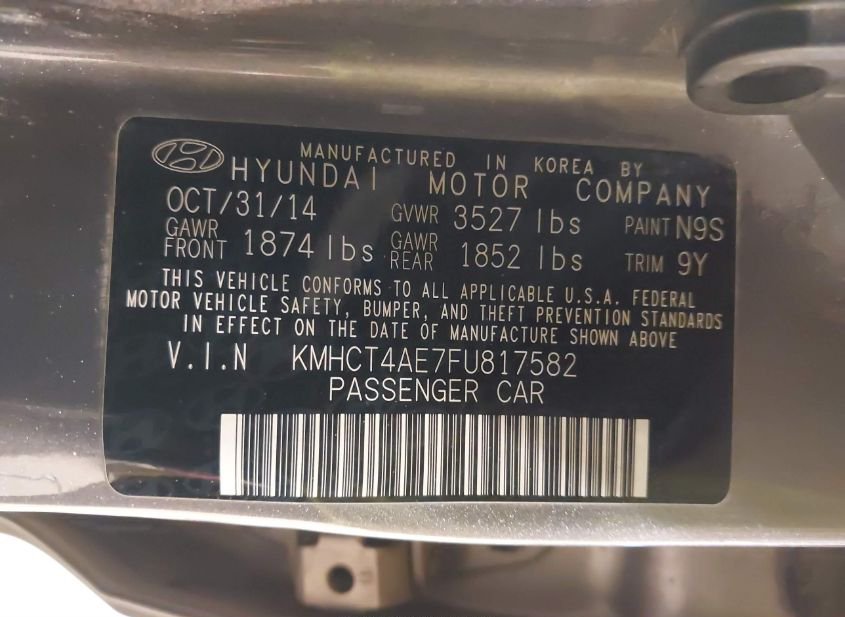 MANUFACTURED IN KOREA BY
HYUNDAI MOTOR COMPANY
OCT/31/14 GVWR 3527 lbs PAINT N9S
GAWR FRONT 1874 lbs GAWR REAR 1852 lbs TRIM 9Y
THIS VEHICLE CONFORMS TO ALL APPLICABLE U.S.A. FEDERAL
MOTOR VEHICLE SAFETY, BUMPER, AND THEFT PREVENTION STANDARDS
IN EFFECT ON THE DATE OF MANUFACTURE SHOWN ABOVE
V.I.N KMHCT4AE7FU817582
PASSENGER CAR